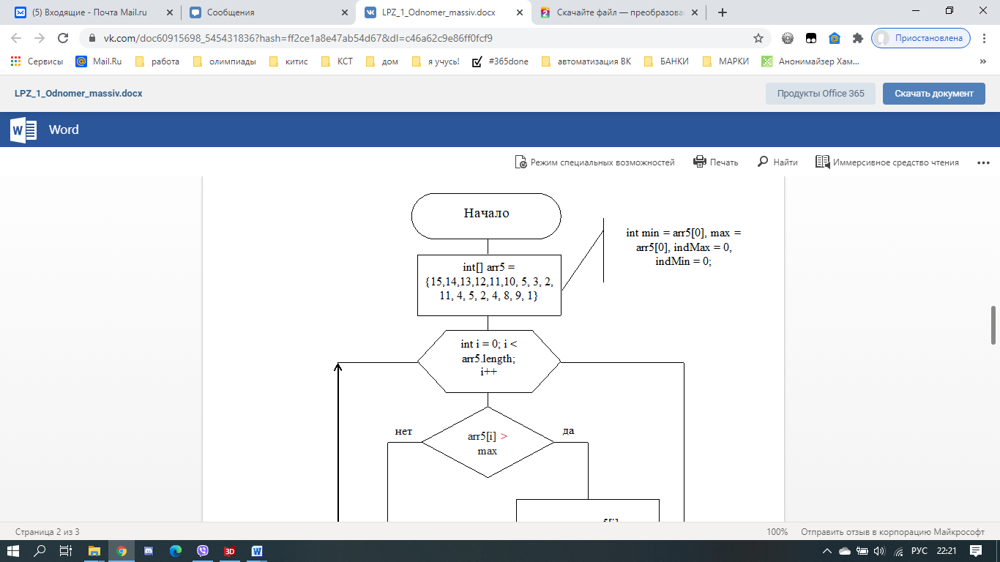 (5) Входящие - Почта Mail.ru
Сообщения
LPZ_1_Odnomer_massiv.docx
Скачайте файл — преобразова
vk.com/doc60915698_545431836?hash=ff2ce1a8e47ab54d67&dl=c46a62c9e86ff0fcf9
Приостановлена
Сервисы
Mail.Ru
работа
олимпиады
китис
КСТ
дом
я учусь!
#365done
автоматизация ВК
БАНКИ
МАРКИ
Анонимайзер Хам...
»
LPZ_1_Odnomer_massiv.docx
Продукты Office 365
Скачать документ
Word
Режим специальных возможностей
Печать
Найти
Иммерсивное средство чтения
Начало
int min = arr5[0], max =
arr5[0], indMax = 0,
indMin = 0;
int[] arr5 =
{15,14,13,12,11,10, 5, 3, 2,
11, 4, 5, 2, 4, 8, 9, 1}
int i = 0; i <
arr5.length;
i++
нет
arr5[i] >
max
да
Страница 2 из 3
100%
Отправить отзыв в корпорацию Майкрософт
РУС
22:21